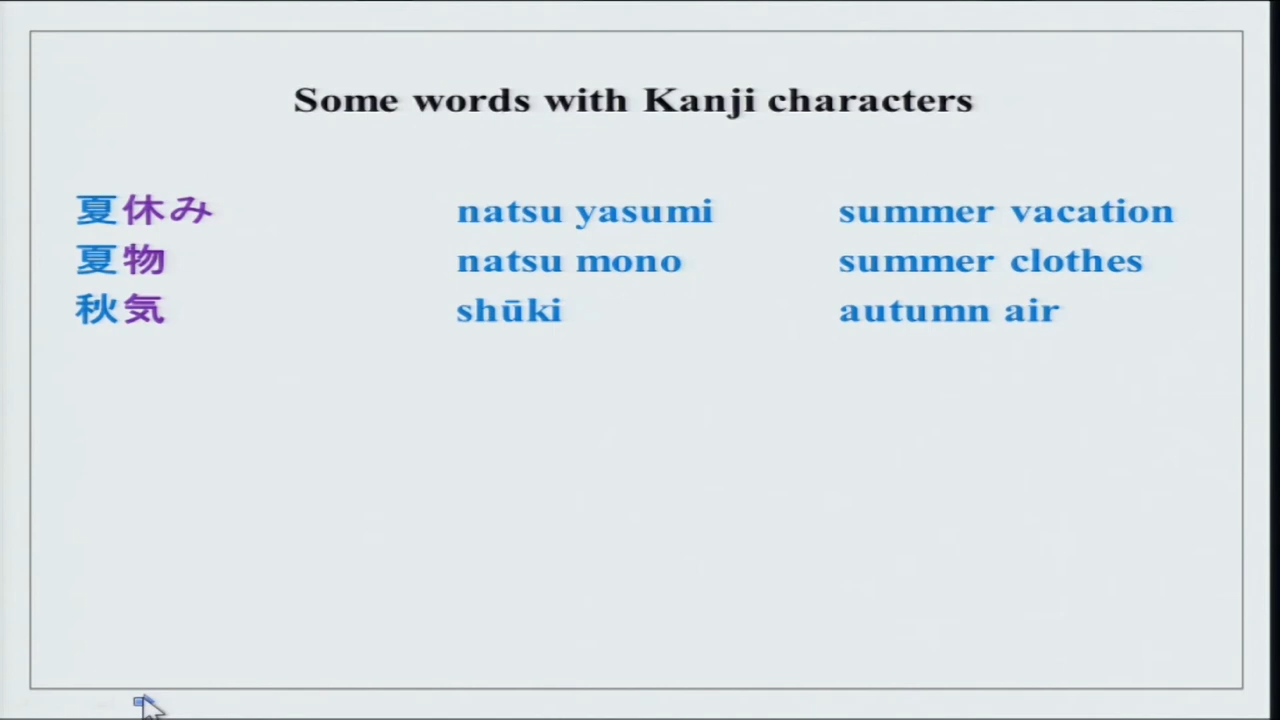 Some words with Kanji characters
夏休み natsu yasumi summer vacation
夏物 natsu mono summer clothes
秋気 shūki autumn air